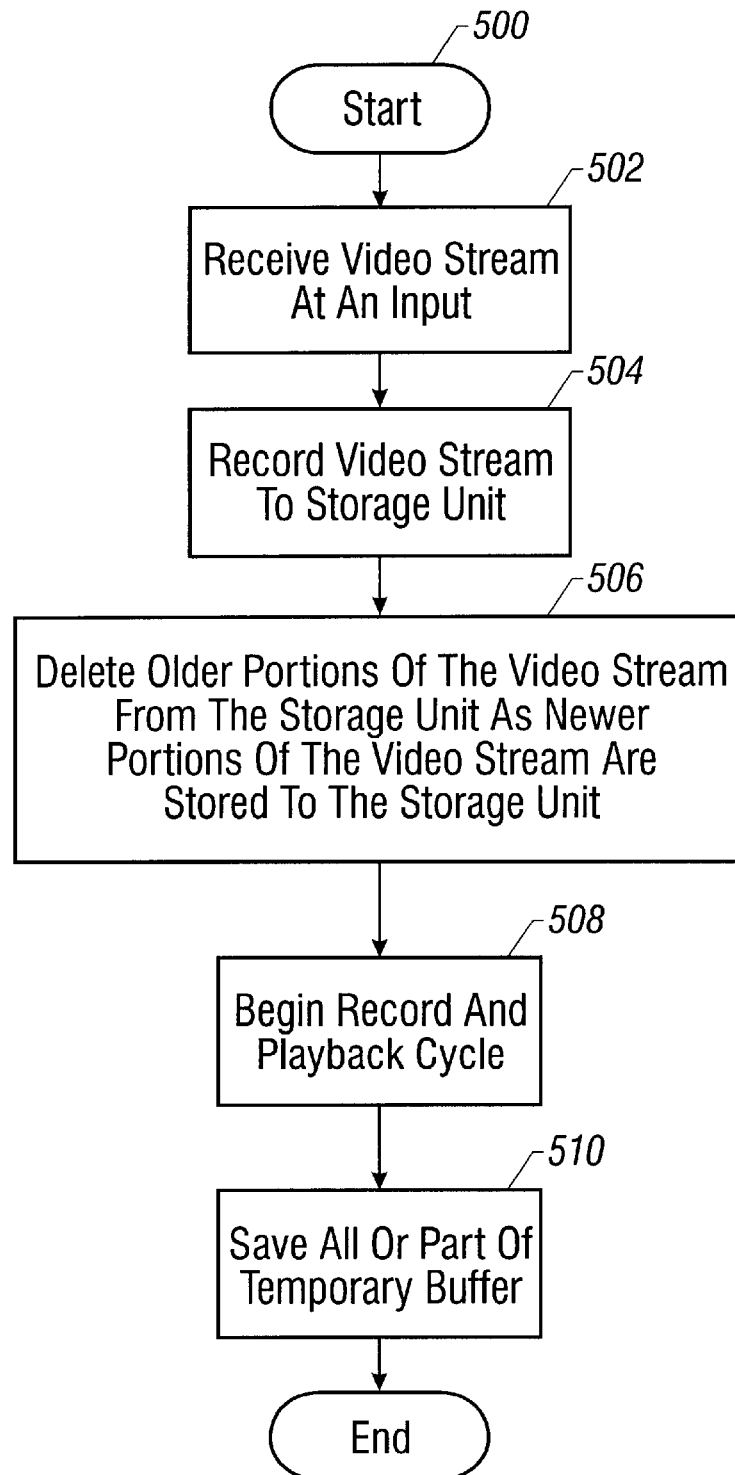 500
Start
502
Receive Video Stream
At An Input
504
Record Video Stream
To Storage Unit
506
Delete Older Portions Of The Video Stream
From The Storage Unit As Newer
Portions Of The Video Stream Are
Stored To The Storage Unit
508
Begin Record And
Playback Cycle
510
Save All Or Part Of
Temporary Buffer
End